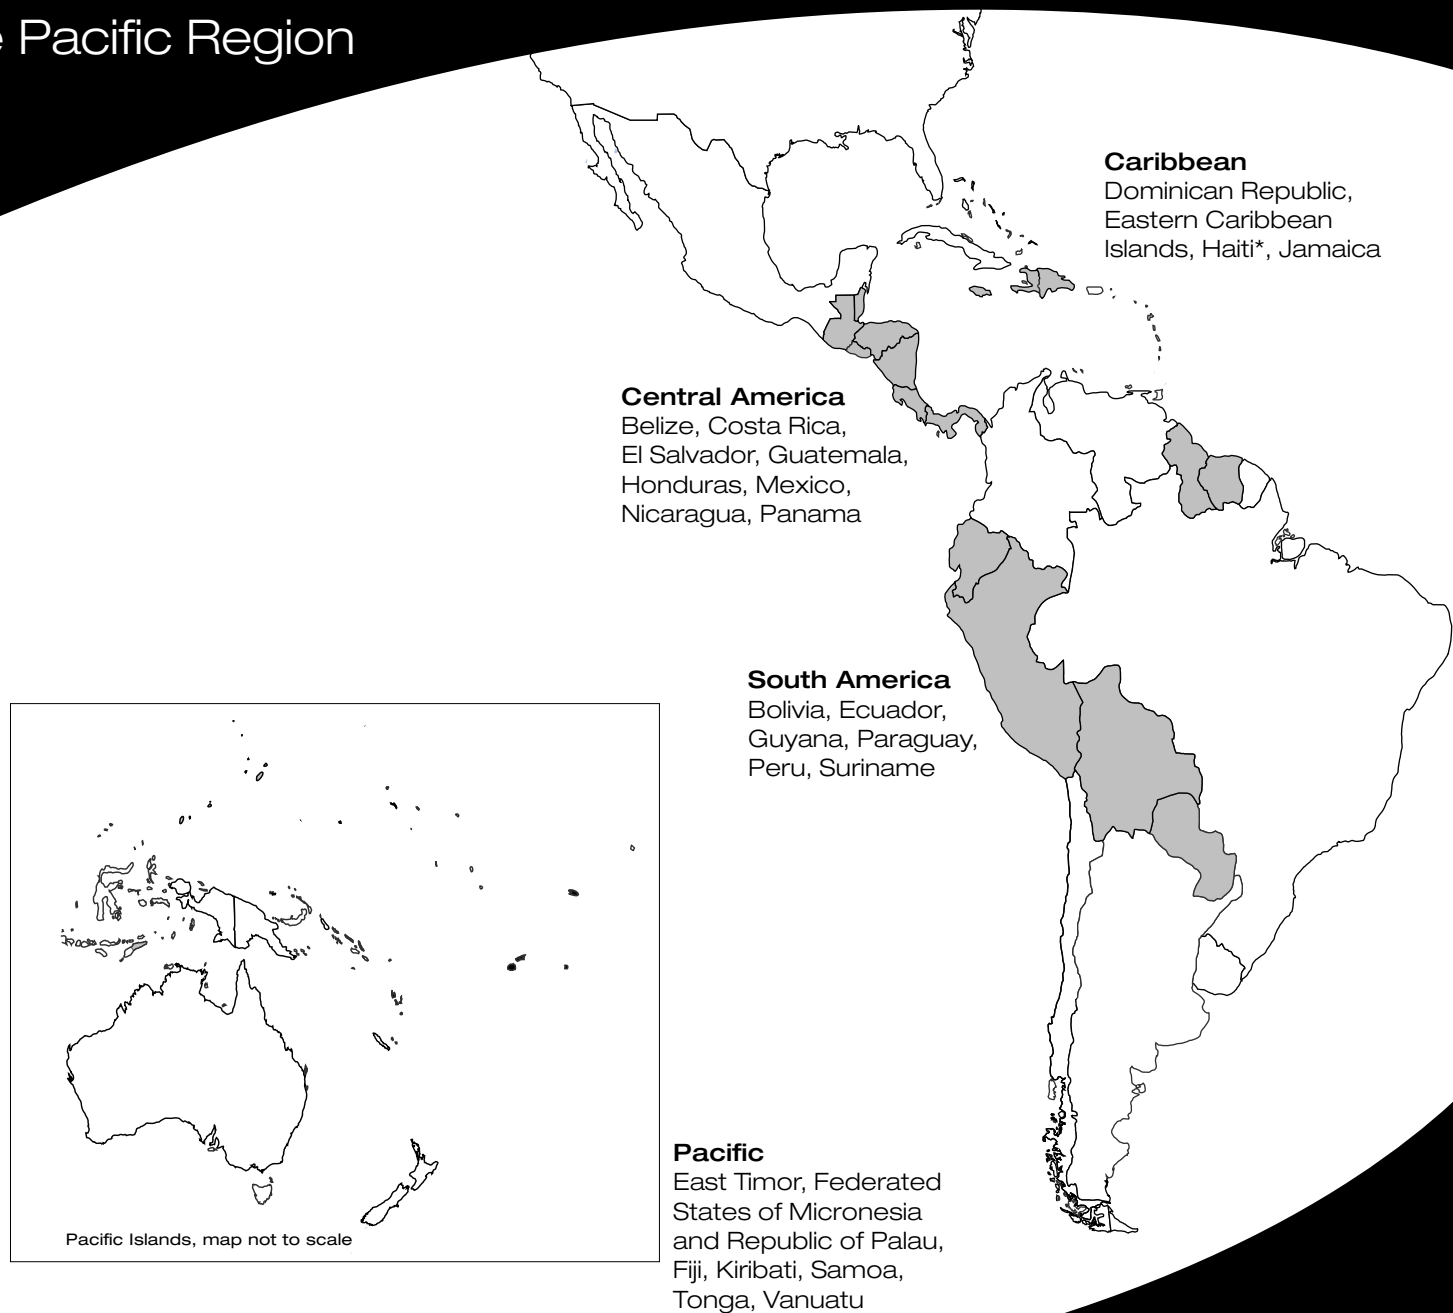 e Pacific Region
Caribbean
Dominican Republic,
Eastern Caribbean
Islands, Haiti*, Jamaica
Central America
Belize, Costa Rica,
El Salvador, Guatemala,
Honduras, Mexico,
Nicaragua, Panama
South America
Bolivia, Ecuador,
Guyana, Paraguay,
Peru, Suriname
Pacific Islands, map not to scale
Pacific
East Timor, Federated
States of Micronesia
and Republic of Palau,
Fiji, Kiribati, Samoa,
Tonga, Vanuatu